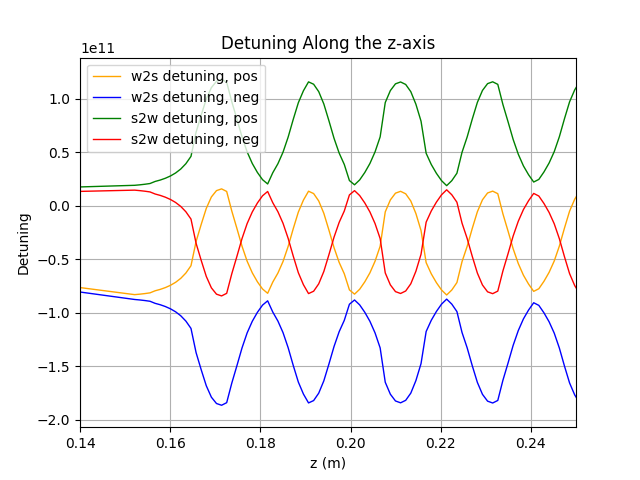 Detuning Along the z-axis
1e11
w2s detuning, pos
w2s detuning, neg
s2w detuning, pos
s2w detuning, neg
1.0
0.5
0.0
−0.5
−1.0
−1.5
−2.0
Detuning
0.14 0.16 0.18 0.20 0.22 0.24
z (m)